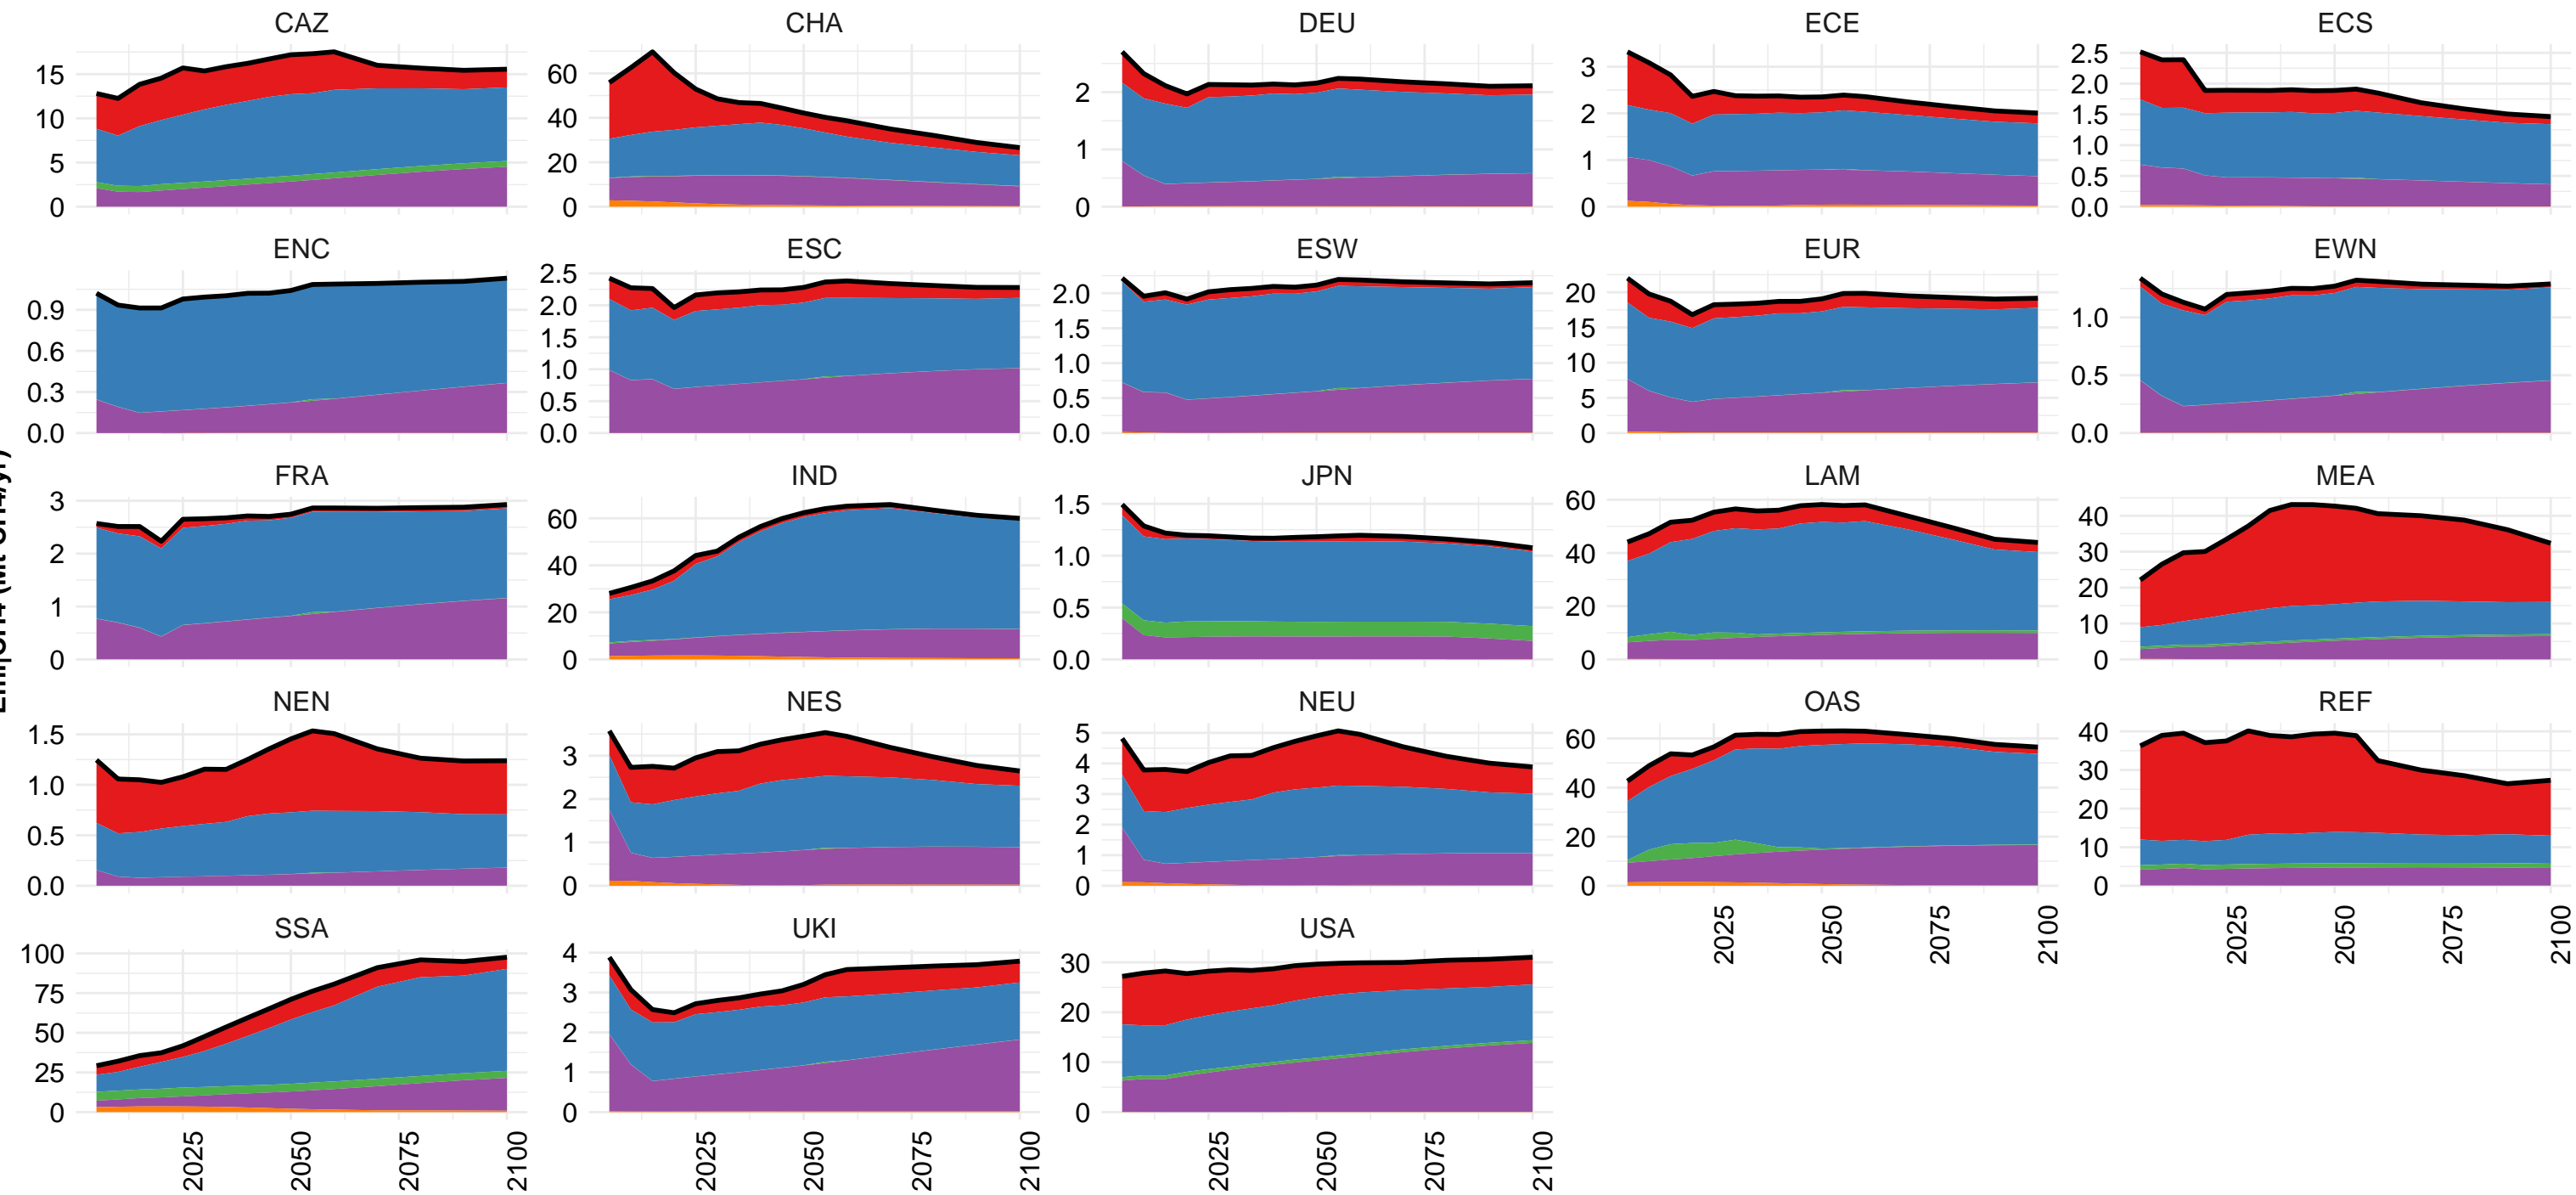 CAZ CHA DEU ECE ECS
15 10 5 0
60 40 20 0
2 1 0
3 2 1 0
2.5 2.0 1.5 1.0 0.5 0.0
ENC ESC ESW EUR EWN
0.9 0.6 0.3 0.0
2.5 2.0 1.5 1.0 0.5 0.0
2.0 1.5 1.0 0.5 0.0
20 15 10 5 0
1.0 0.5 0.0
FRA IND JPN LAM MEA
3 2 1 0
60 40 20 0
1.5 1.0 0.5 0.0
60 40 20 0
40 30 20 10 0
NEN NES NEU OAS REF
1.5 1.0 0.5 0.0
3 2 1 0
5 4 3 2 1 0
60 40 20 0
40 30 20 10 0
2025 2050 2075 2100
2025 2050 2075 2100
SSA UKI USA
100 75 50 25 0
4 3 2 1 0
30 20 10 0
2025 2050 2075 2100
2025 2050 2075 2100
2025 2050 2075 2100